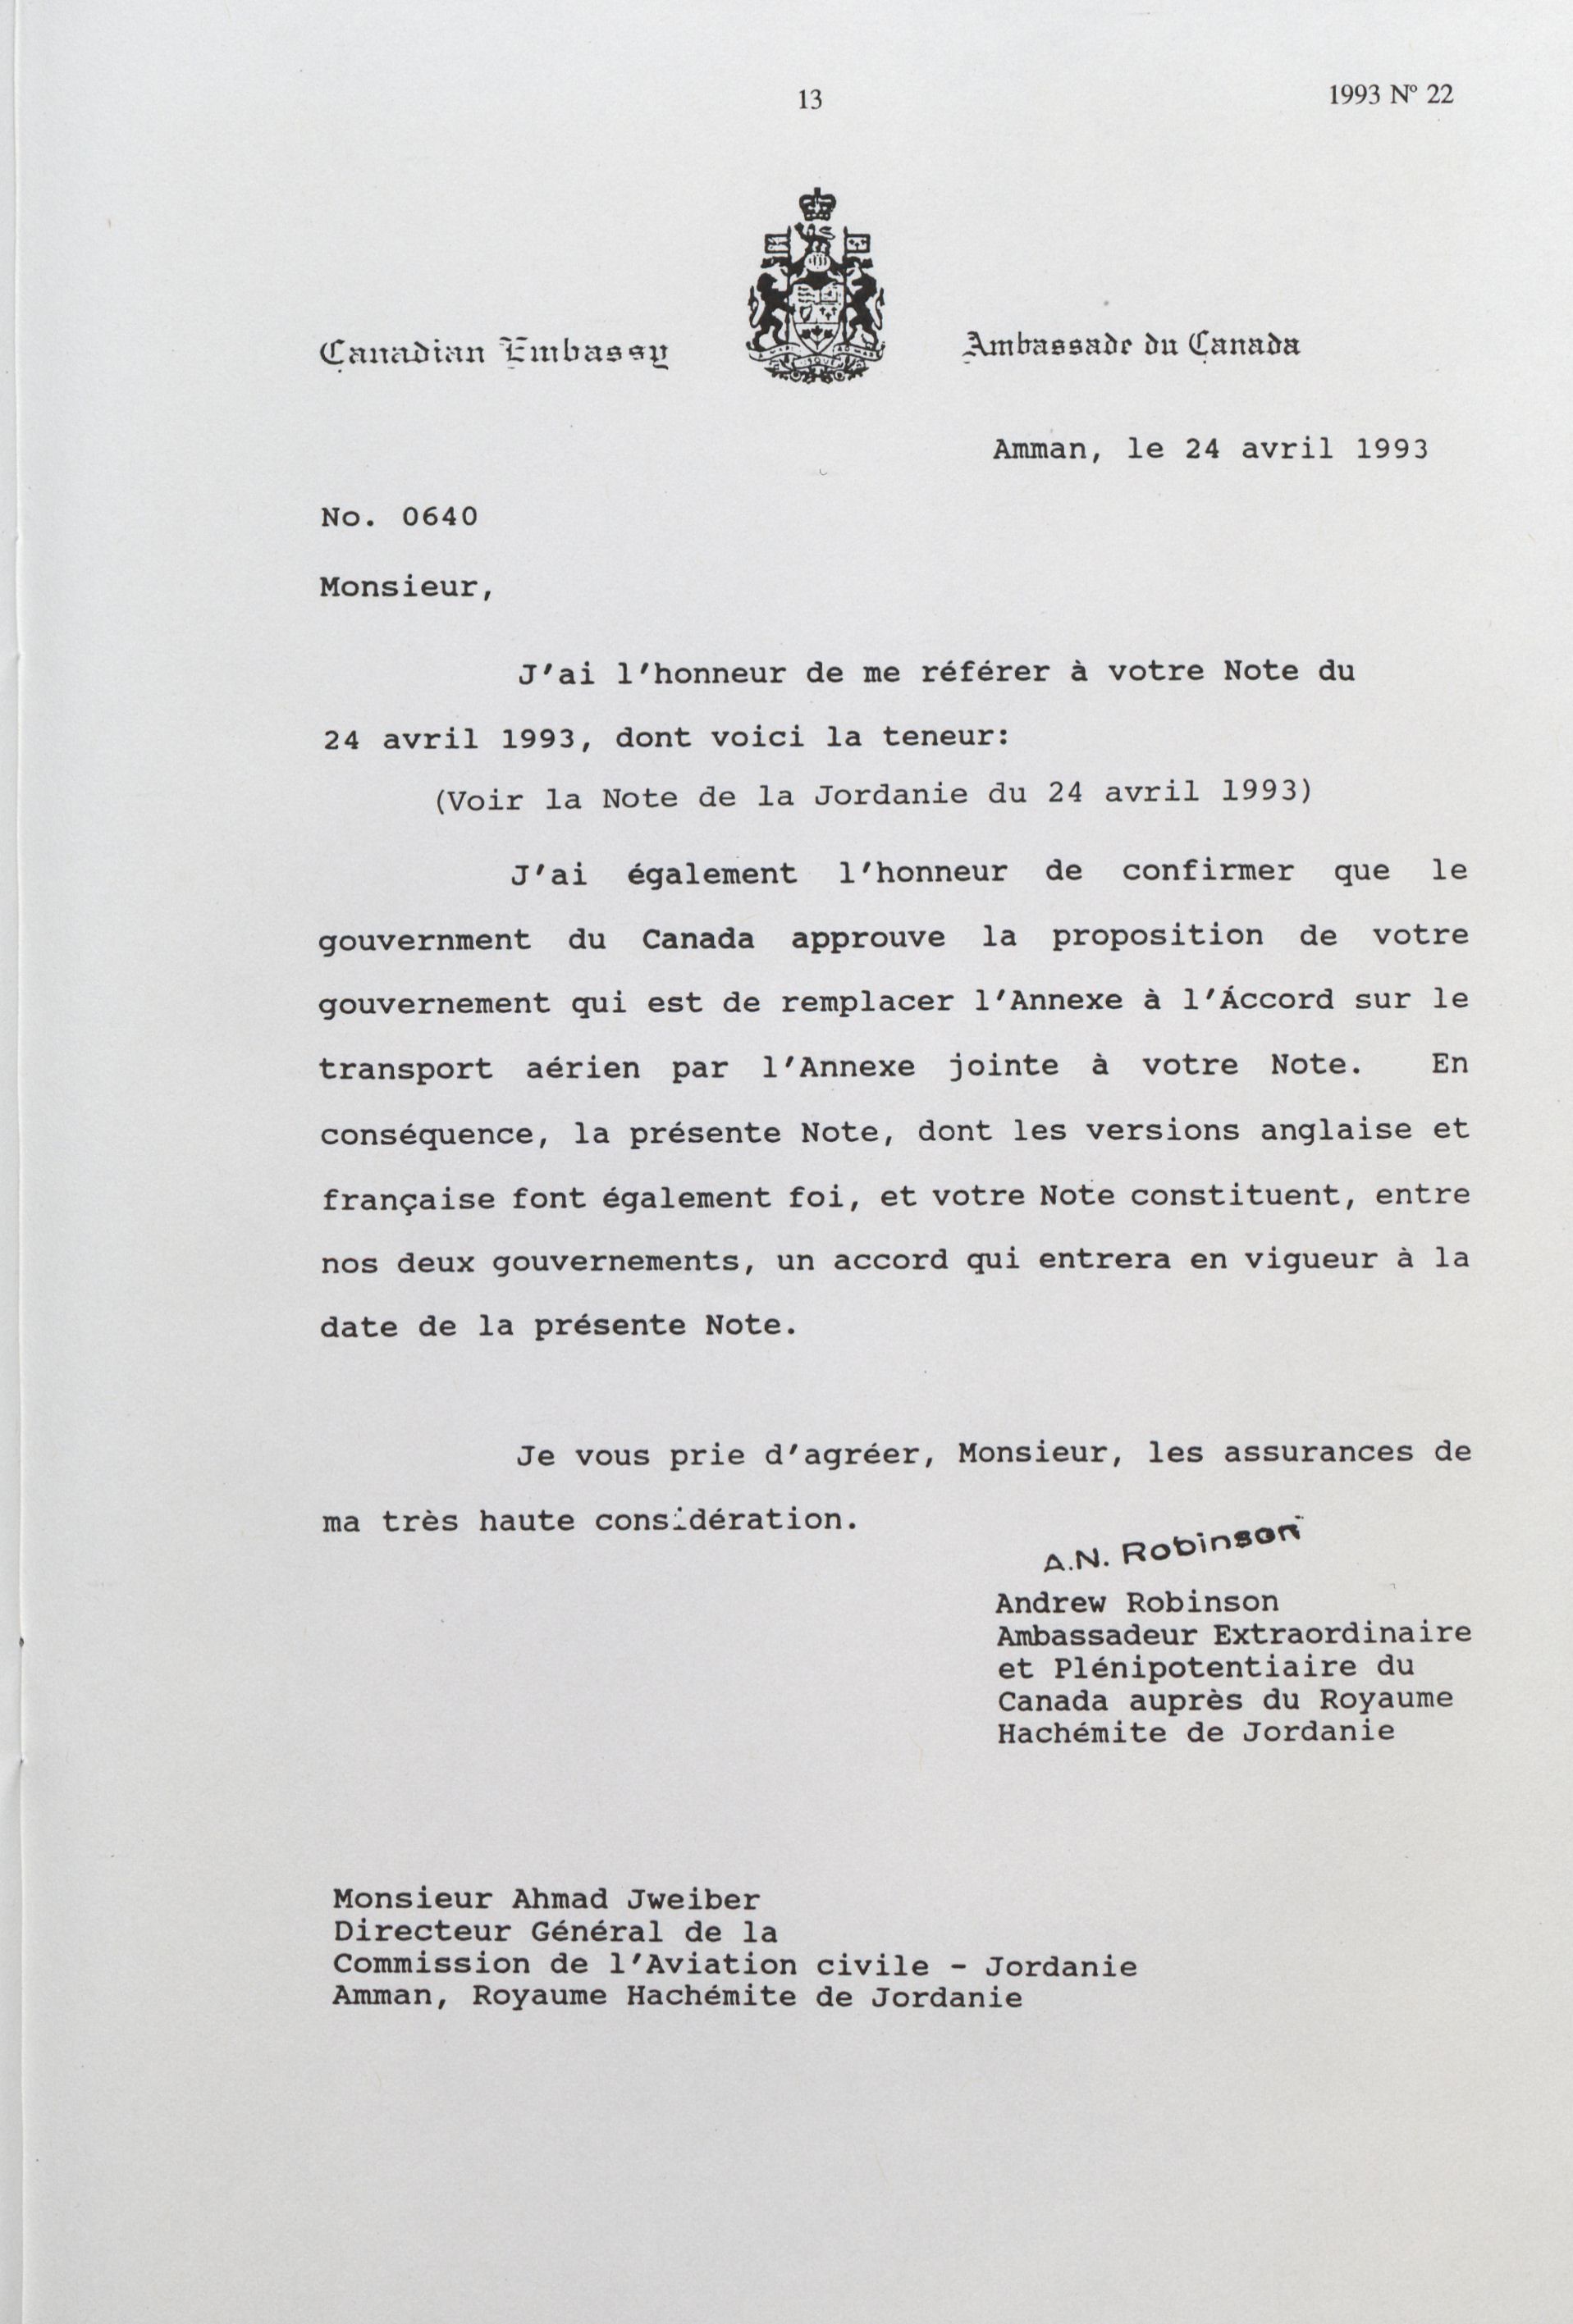 13
1993 Nº 22
Canadian Embassy
Ambassade du Canada
Amman, le 24 avril 1993
No. 0640
Monsieur,
J'ai l'honneur de me référer à votre Note du
24 avril 1993, dont voici la teneur:
(Voir la Note de la Jordanie du 24 avril 1993)
J'ai également l'honneur de confirmer que le
gouvernment du Canada approuve la proposition de votre
gouvernement qui est de remplacer l'Annexe à l'Áccord sur le
transport aérien par l'Annexe jointe à votre Note. En
conséquence, la présente Note, dont les versions anglaise et
française font également foi, et votre Note constituent, entre
nos deux gouvernements, un accord qui entrera en vigueur à la
date de la présente Note.
Je vous prie d'agréer, Monsieur, les assurances de
ma très haute considération.
A.N. Robinson
Andrew Robinson
Ambassadeur Extraordinaire
et Plénipotentiaire du
Canada auprès du Royaume
Hachémite de Jordanie
Monsieur Ahmad Jweiber
Directeur Général de la
Commission de l'Aviation civile - Jordanie
Amman, Royaume Hachémite de Jordanie